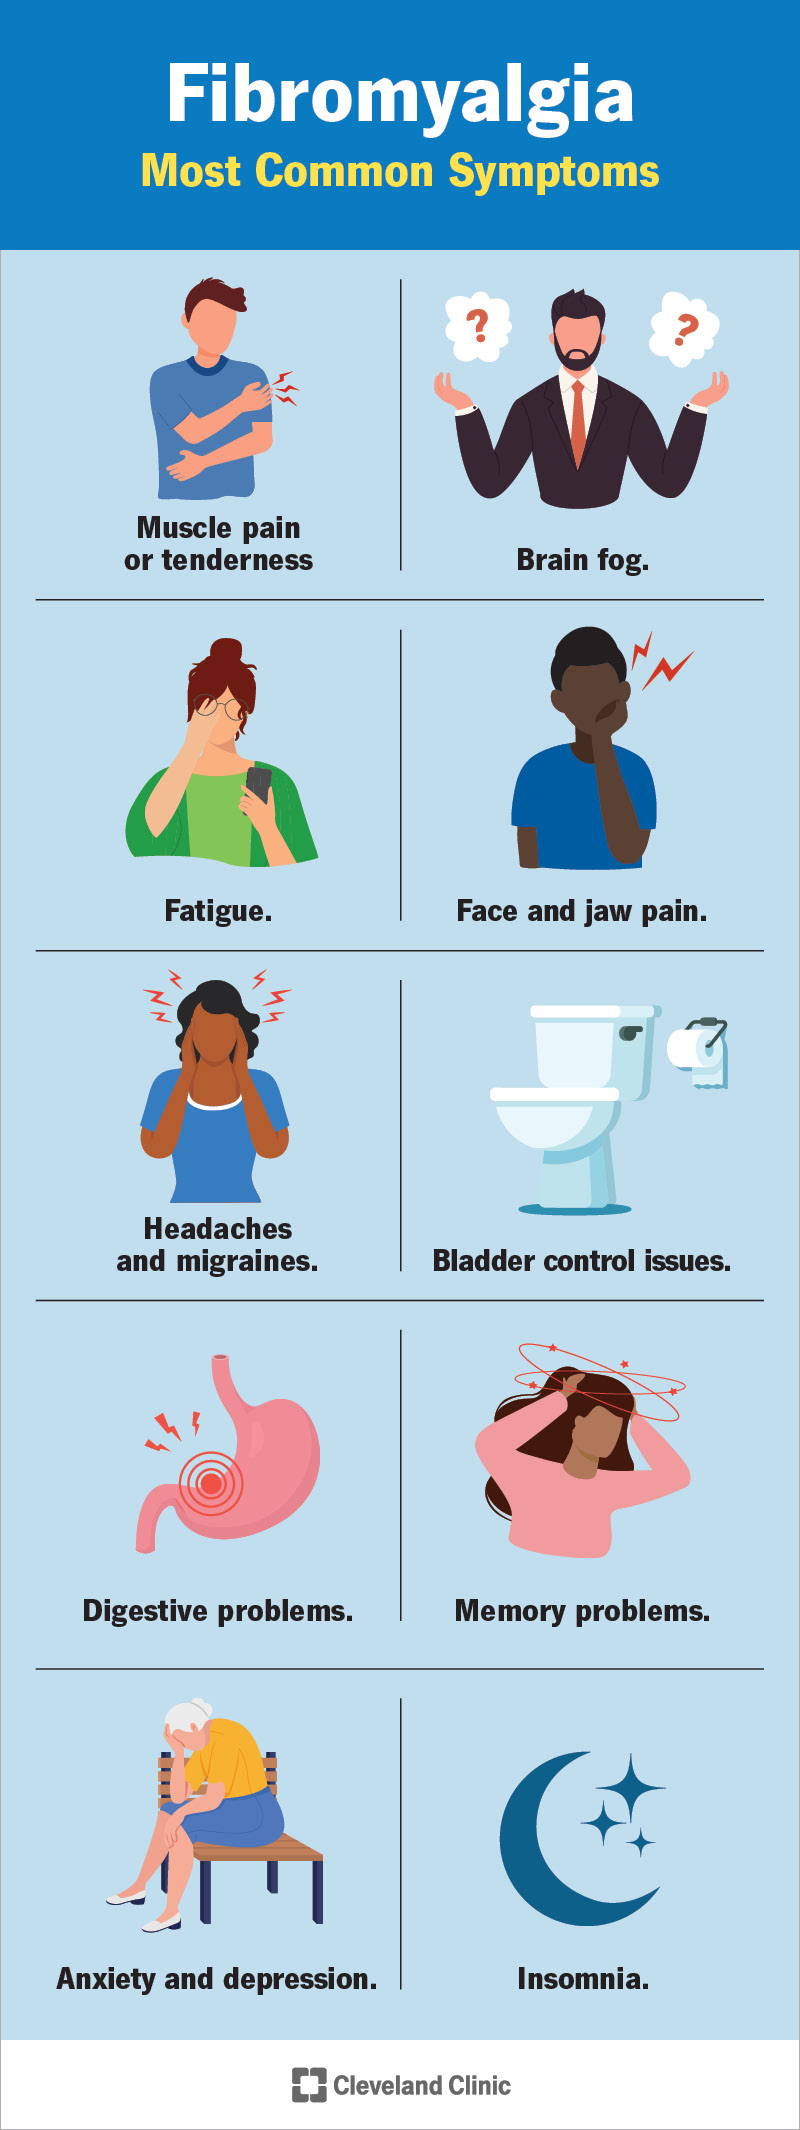 Fibromyalgia
Most Common Symptoms
?
?
Muscle pain
or tenderness
Brain fog.
Fatigue.
Face and jaw pain.
Headaches
and migraines.
Bladder control issues.
Digestive problems.
Memory problems.
Anxiety and depression.
Insomnia.
Cleveland Clinic